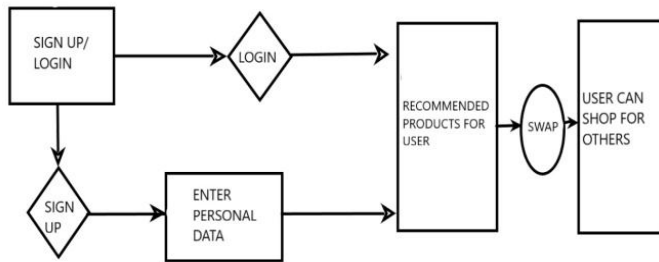 SIGN UP/
LOGIN
LOGIN
RECOMMENDED
PRODUCTS FOR
USER
SWAP
USER CAN
SHOP FOR
OTHERS
SIGN
UP
ENTER
PERSONAL
DATA